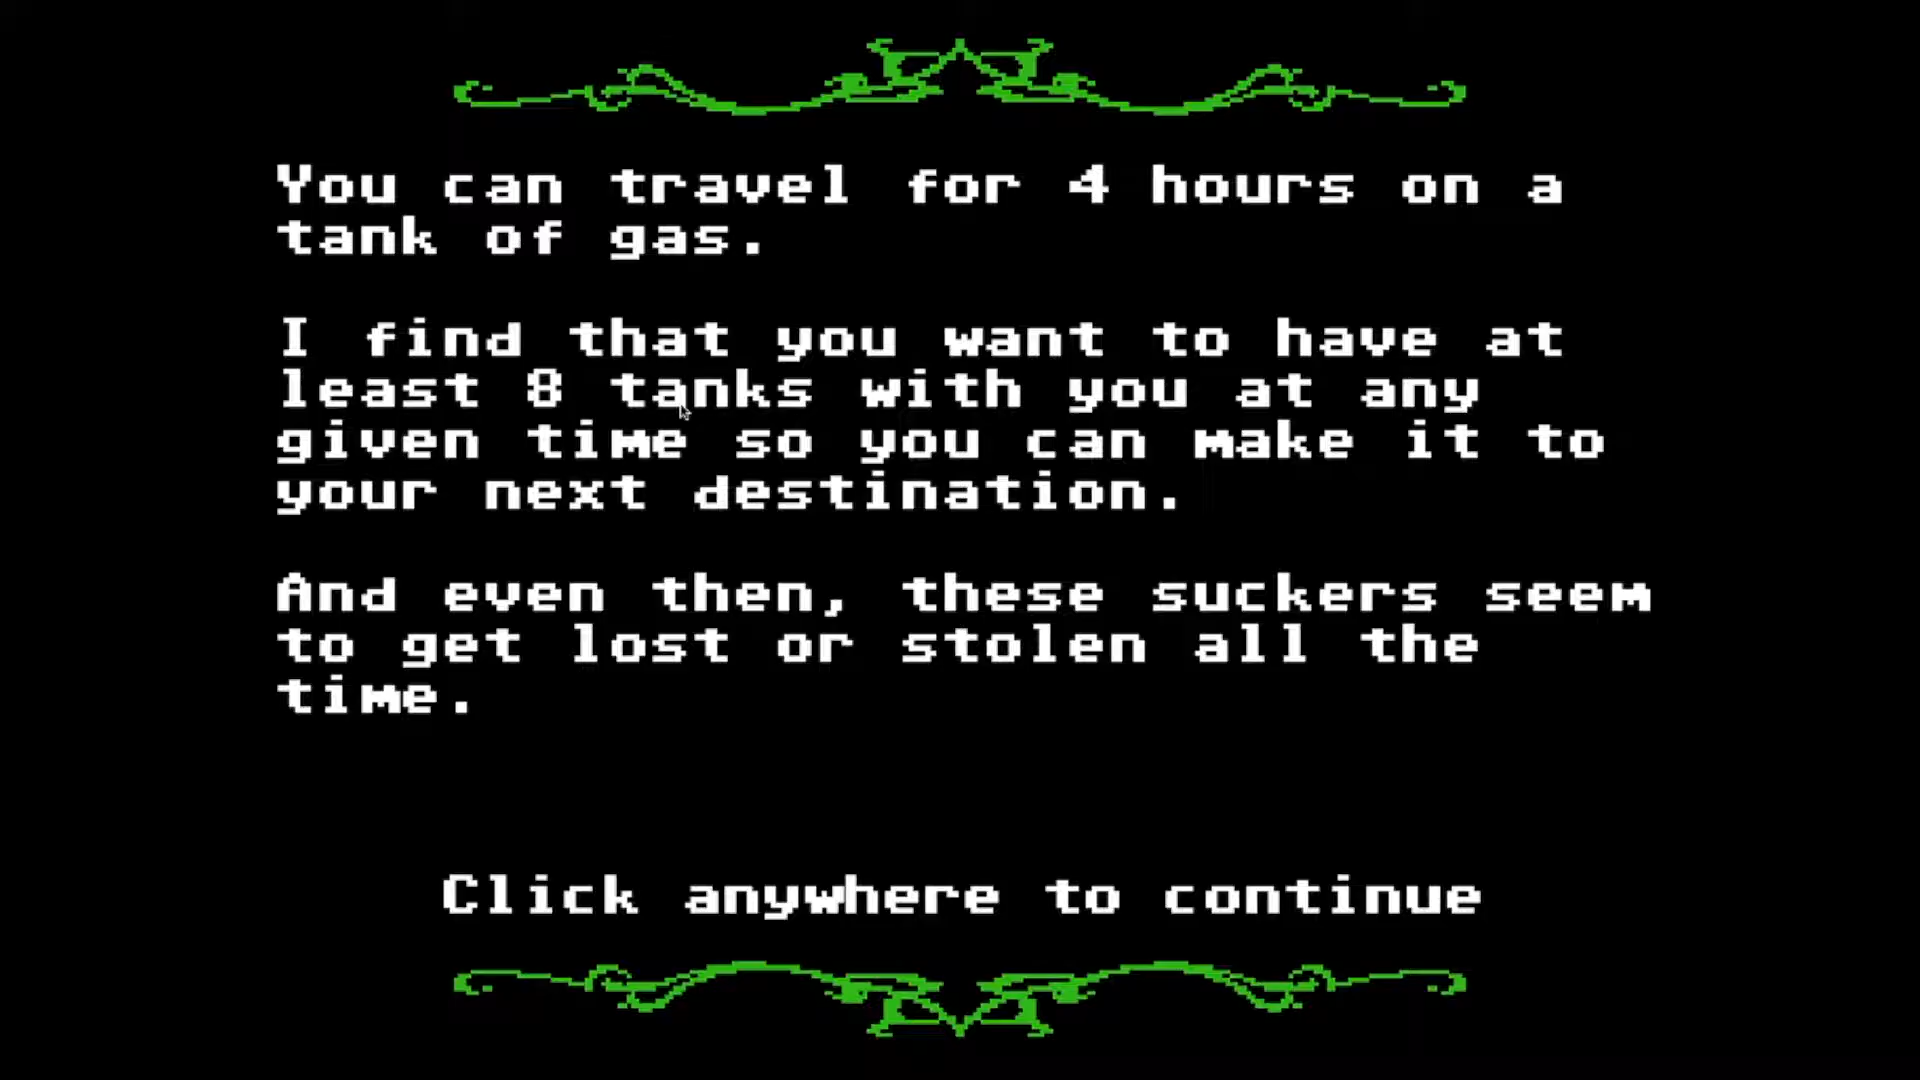 You can travel for 4 hours on a
tank of gas.
I find that you want to have at
least 8 tanks with you at any
given time so you can make it to
your next destination.
And even then, these suckers seem
to get lost or stolen all the
time.
Click anywhere to continue